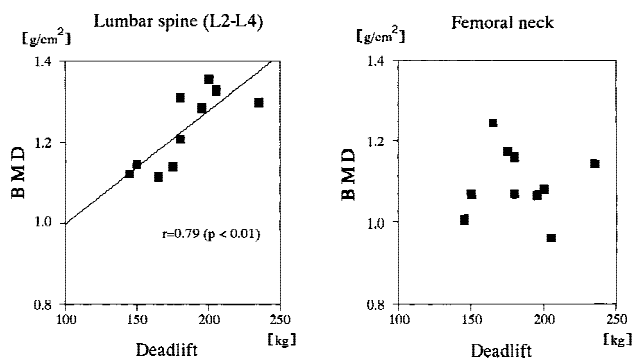 Lumbar spine (L2-L4)
[g/cm²]
1.4
1.2
1.0
0.8
BMD
r=0.79 (p < 0.01)
100 150 200 250
[kg]
Deadlift
Femoral neck
[g/cm²]
1.4
1.2
1.0
0.8
BMD
100 150 200 250
[kg]
Deadlift